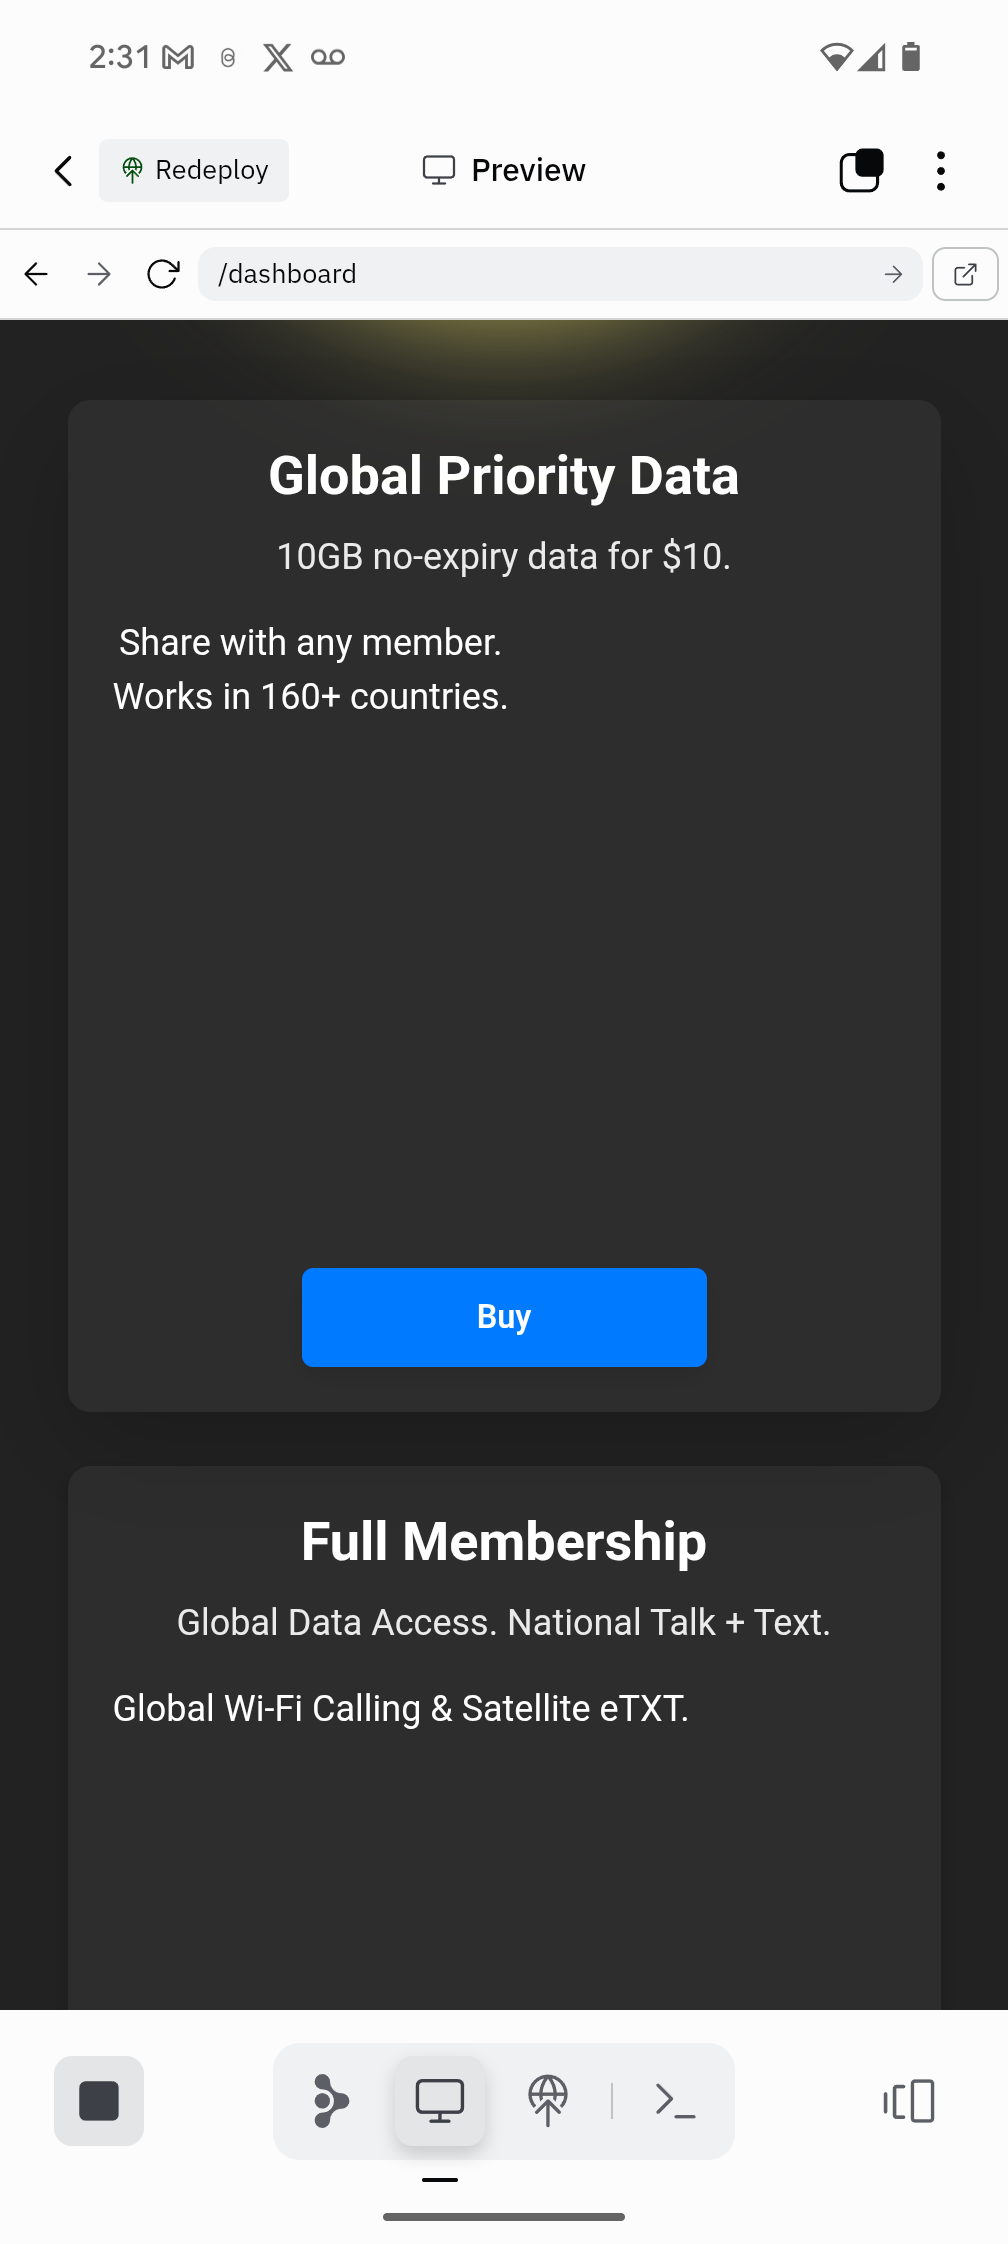 2:31
Redeploy
Preview
/dashboard
Global Priority Data
10GB no-expiry data for $10.
Share with any member.
Works in 160+ countries.
Buy
Full Membership
Global Data Access. National Talk + Text.
Global Wi-Fi Calling & Satellite eTXT.